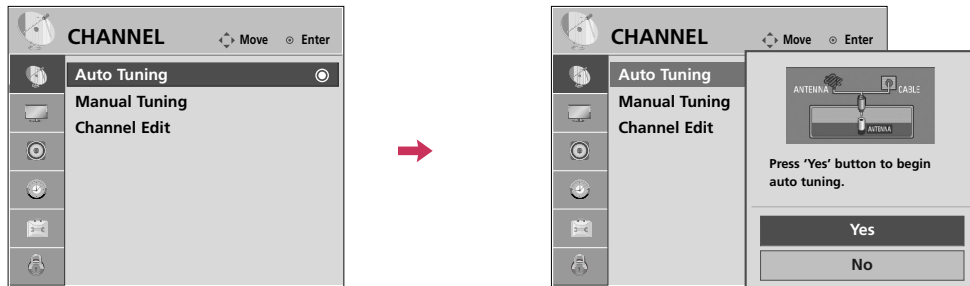 CHANNEL
Move
Enter
Auto Tuning
Manual Tuning
Channel Edit
CHANNEL
Move
Enter
Auto Tuning
Manual Tuning
Channel Edit
ANTENNA
CABLE
ANTENNA
Press ‘Yes’ button to begin
auto tuning.
Yes
No